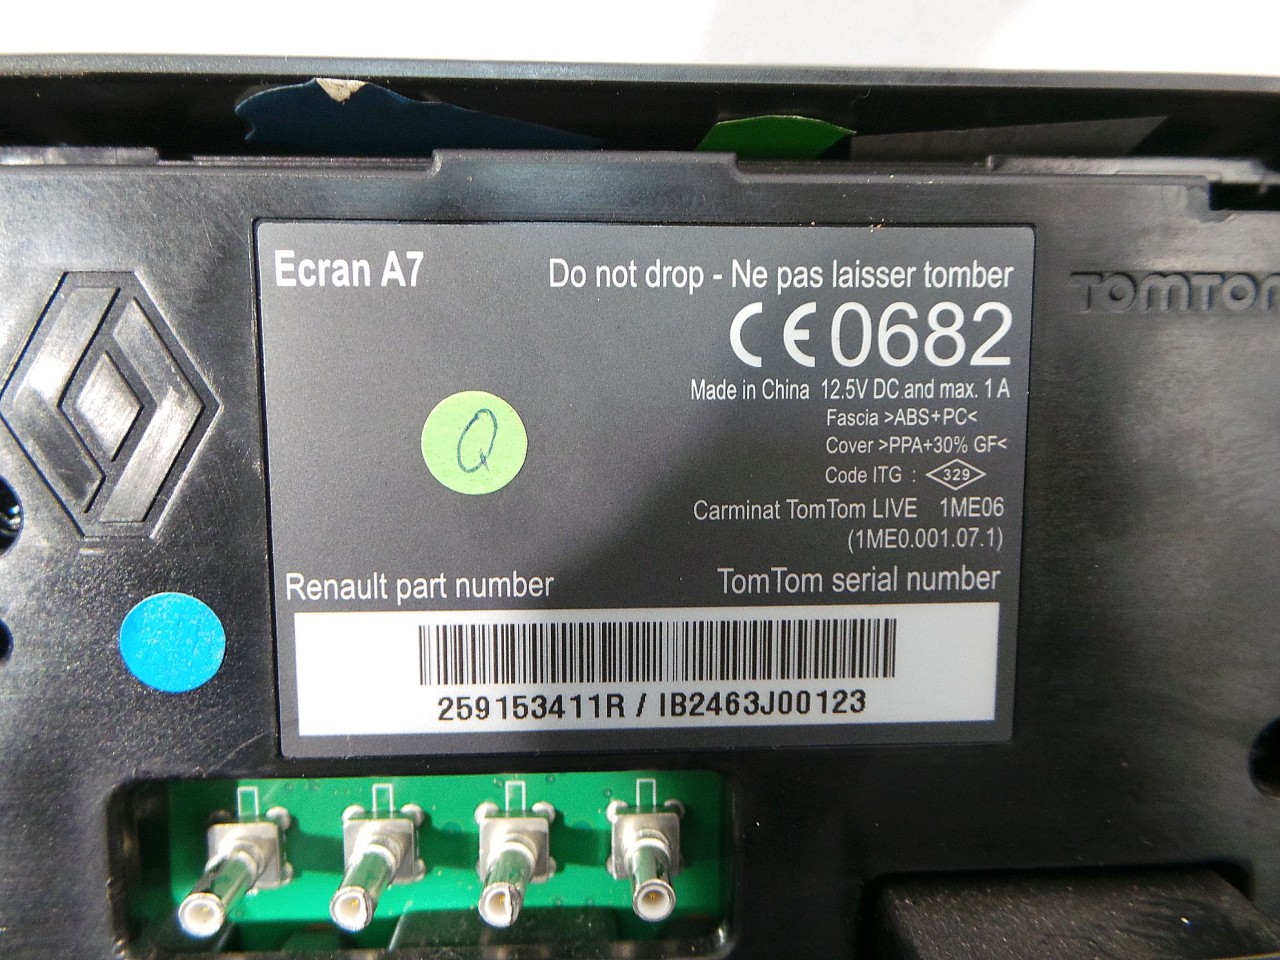 Ecran A7
Do not drop - Ne pas laisser tomber
CE0682
Made in China 12.5V DC and max. 1 A
Fascia >ABS+PC<
Cover >PPA+30% GF<
Code ITG : 329
Carminat TomTom LIVE 1ME06
(1ME0.001.07.1)
Renault part number
TomTom serial number
259153411R / IB2463J00123
Q
TOMTOM